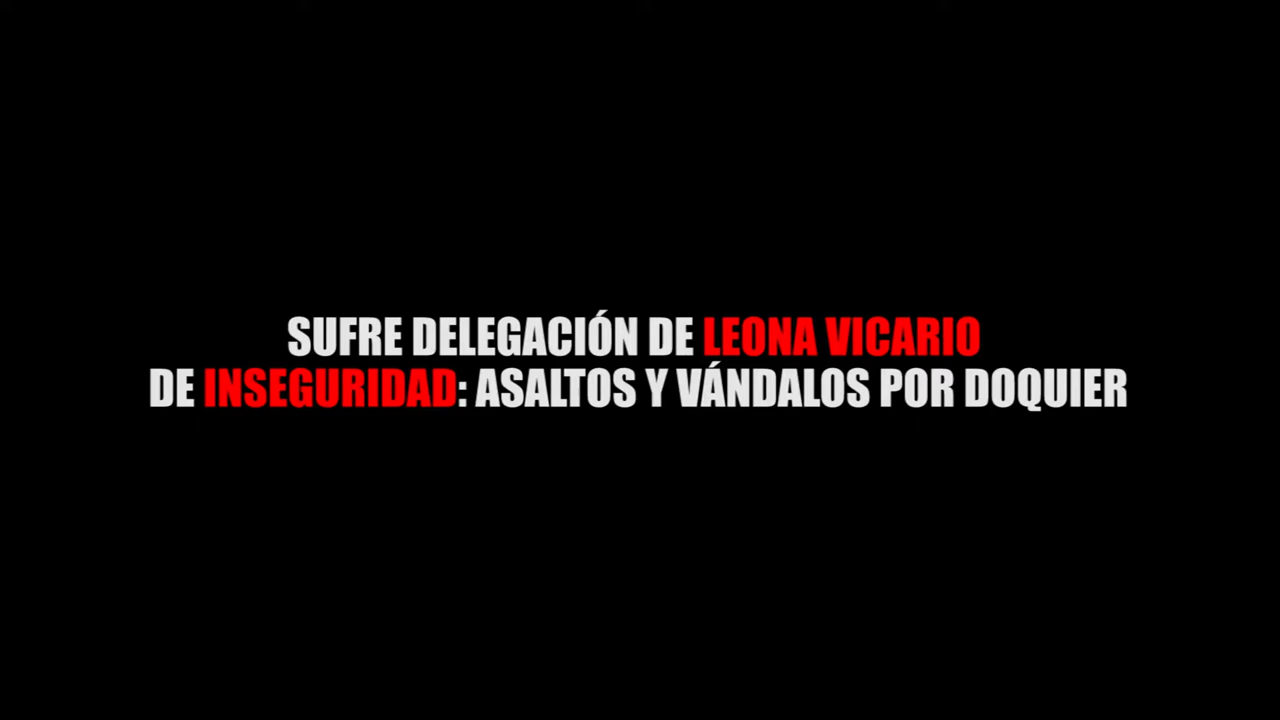 SUFRE DELEGACIÓN DE LEONA VICARIO
DE INSEGURIDAD: ASALTOS Y VÁNDALOS POR DOQUIER